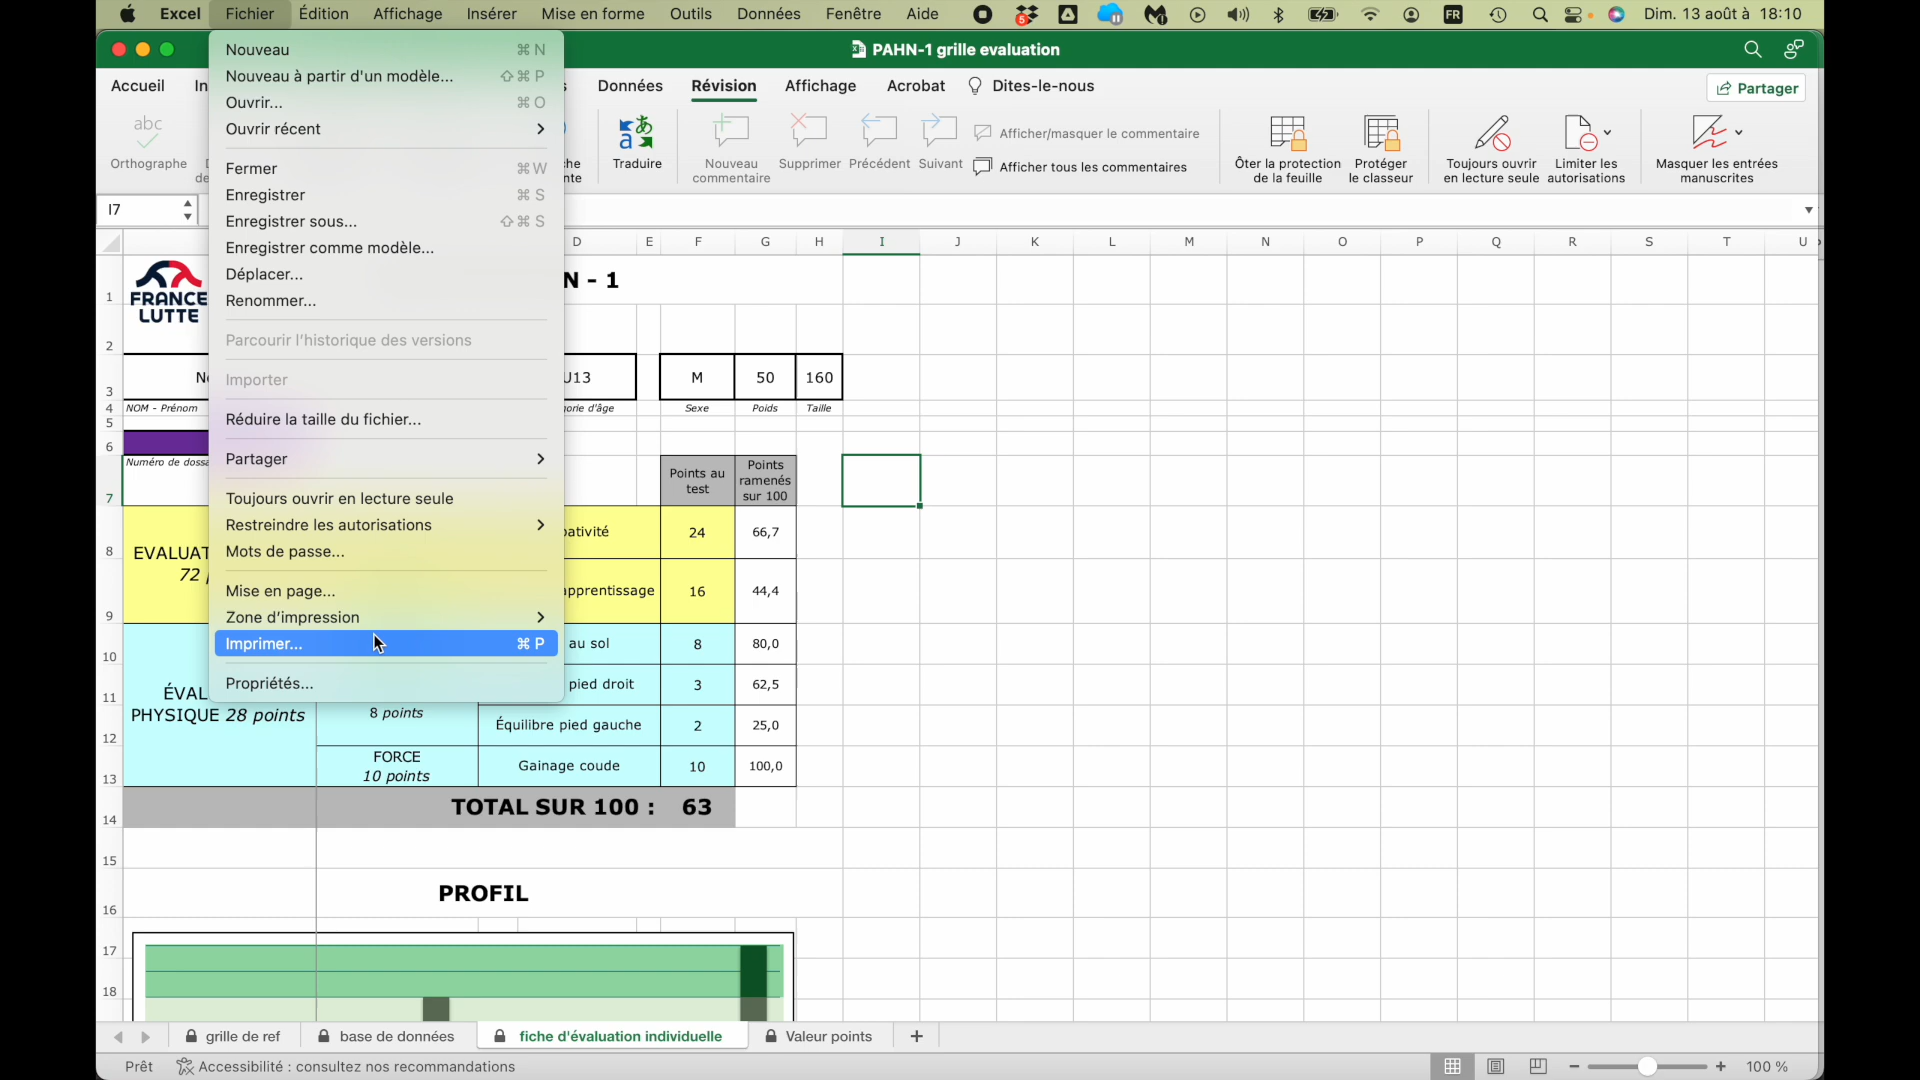 Excel Fichier Édition Affichage Insérer Mise en forme Outils Données Fenêtre Aide 5 FR Dim. 13 août à 18:10
PAHN-1 grille evaluation
Accueil In Données Révision Affichage Acrobat Dites-le-nous Partager
Nouveau ⌘ N
Nouveau à partir d'un modèle... ⇧ ⌘ P
Ouvrir... ⌘ O
Ouvrir récent >
Fermer ⌘ W
Enregistrer ⌘ S
Enregistrer sous... ⇧ ⌘ S
Enregistrer comme modèle...
Déplacer...
Renommer...
Parcourir l'historique des versions
Importer
Réduire la taille du fichier...
Partager >
Toujours ouvrir en lecture seule
Restreindre les autorisations >
Mots de passe...
Mise en page...
Zone d'impression >
Imprimer... ⌘ P
Propriétés...
abc
Orthographe
Traduire
Nouveau
commentaire
Supprimer
Précédent
Suivant
Afficher/masquer le commentaire
Afficher tous les commentaires
Ôter la protection
de la feuille
Protéger
le classeur
Toujours ouvrir
en lecture seule
Limiter les
autorisations
Masquer les entrées
manuscrites
I7
D E F G H I J K L M N O P Q R S T U
1
FRANCE
LUTTE
N - 1
2
3 M 50 160
4 NOM - Prénom Sexe Poids Taille
5
6
7
Points au
test
Points
ramenés
sur 100
8 24 66,7
9 apprentissage 16 44,4
10 au sol 8 80,0
11 pied droit 3 62,5
PHYSIQUE 28 points
8 points
12 Équilibre pied gauche 2 25,0
13 FORCE
10 points
Gainage coude 10 100,0
14 TOTAL SUR 100 : 63
15
16 PROFIL
17
18
grille de ref base de données fiche d'évaluation individuelle Valeur points +
Prêt Accessibilité : consultez nos recommandations − + 100 %